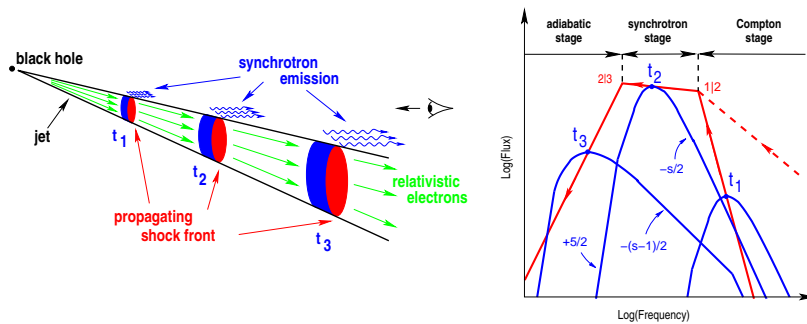 black hole
jet
synchrotron
emission
t1
t2
t3
propagating
shock front
relativistic
electrons
adiabatic
stage
synchrotron
stage
Compton
stage
2|3
t2
1|2
t3
−s/2
t1
+5/2
−(s−1)/2
Log(Flux)
Log(Frequency)